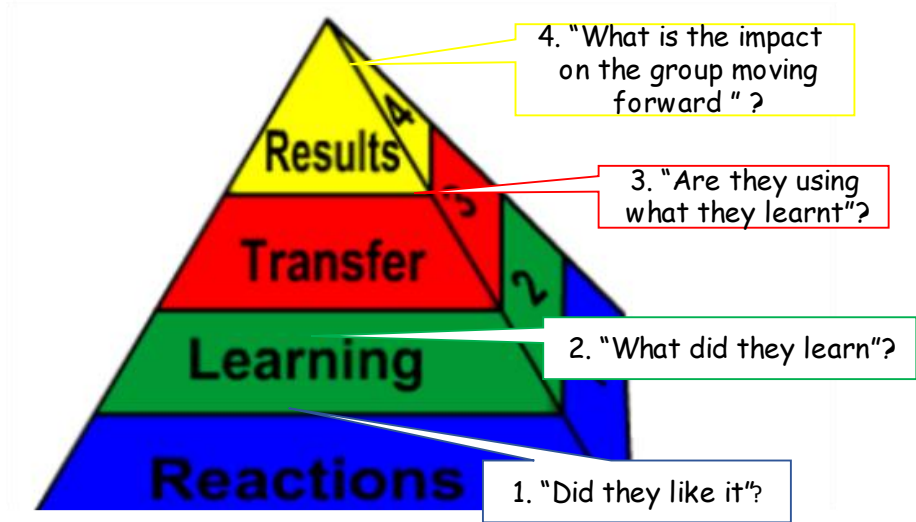 4. “What is the impact
on the group moving
forward ” ?
4
Results
3. “Are they using
what they learnt”?
3
Transfer
2
2. “What did they learn”?
Learning
Reactions
1. “Did they like it”?